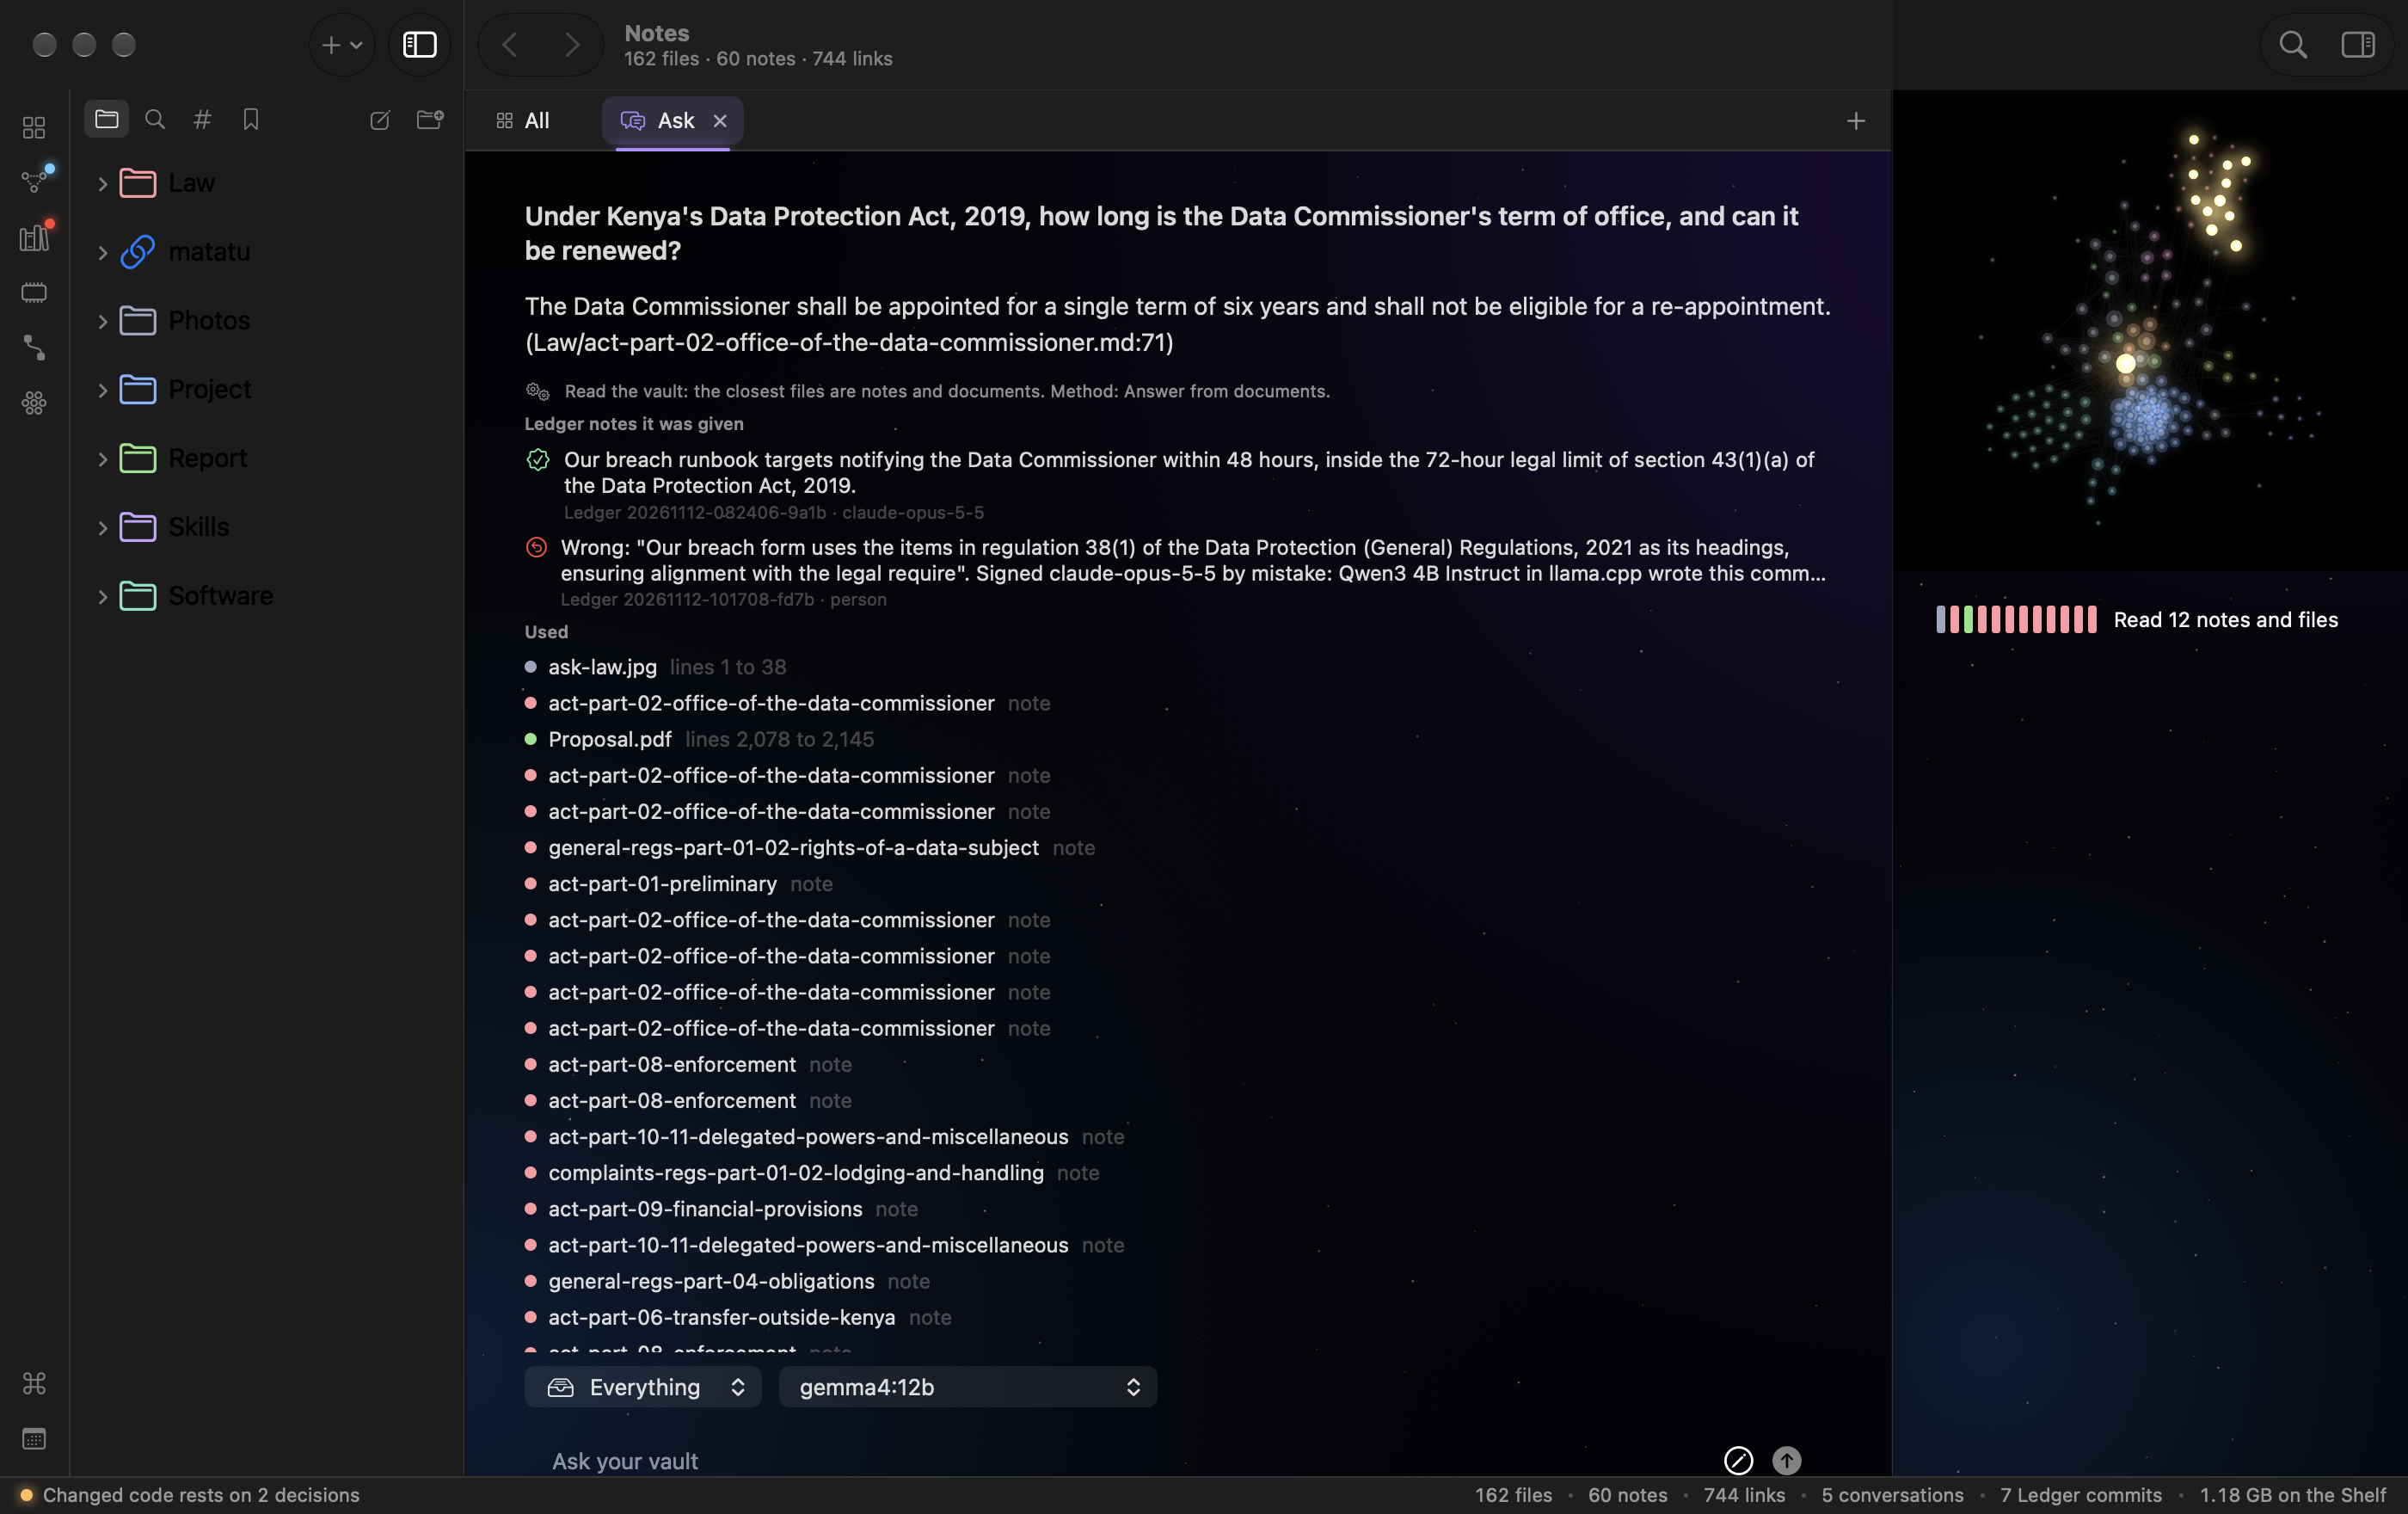 Notes
162 files · 60 notes · 744 links
All
Ask
Law
matatu
Photos
Project
Report
Skills
Software
Under Kenya's Data Protection Act, 2019, how long is the Data Commissioner's term of office, and can it
be renewed?
The Data Commissioner shall be appointed for a single term of six years and shall not be eligible for a re-appointment.
(Law/act-part-02-office-of-the-data-commissioner.md:71)
Read the vault: the closest files are notes and documents. Method: Answer from documents.
Ledger notes it was given
Our breach runbook targets notifying the Data Commissioner within 48 hours, inside the 72-hour legal limit of section 43(1)(a) of
the Data Protection Act, 2019.
Ledger 20261112-082406-9a1b · claude-opus-5-5
Wrong: "Our breach form uses the items in regulation 38(1) of the Data Protection (General) Regulations, 2021 as its headings,
ensuring alignment with the legal require". Signed claude-opus-5-5 by mistake: Qwen3 4B Instruct in llama.cpp wrote this comm...
Ledger 20261112-101708-fd7b · person
Used
ask-law.jpg lines 1 to 38
act-part-02-office-of-the-data-commissioner note
Proposal.pdf lines 2,078 to 2,145
act-part-02-office-of-the-data-commissioner note
act-part-02-office-of-the-data-commissioner note
general-regs-part-01-02-rights-of-a-data-subject note
act-part-01-preliminary note
act-part-02-office-of-the-data-commissioner note
act-part-02-office-of-the-data-commissioner note
act-part-02-office-of-the-data-commissioner note
act-part-02-office-of-the-data-commissioner note
act-part-08-enforcement note
act-part-08-enforcement note
act-part-10-11-delegated-powers-and-miscellaneous note
complaints-regs-part-01-02-lodging-and-handling note
act-part-09-financial-provisions note
act-part-10-11-delegated-powers-and-miscellaneous note
general-regs-part-04-obligations note
act-part-06-transfer-outside-kenya note
act-part-08-enforcement note
Everything
gemma4:12b
Ask your vault
Read 12 notes and files
Changed code rests on 2 decisions
162 files · 60 notes · 744 links · 5 conversations · 7 Ledger commits · 1.18 GB on the Shelf